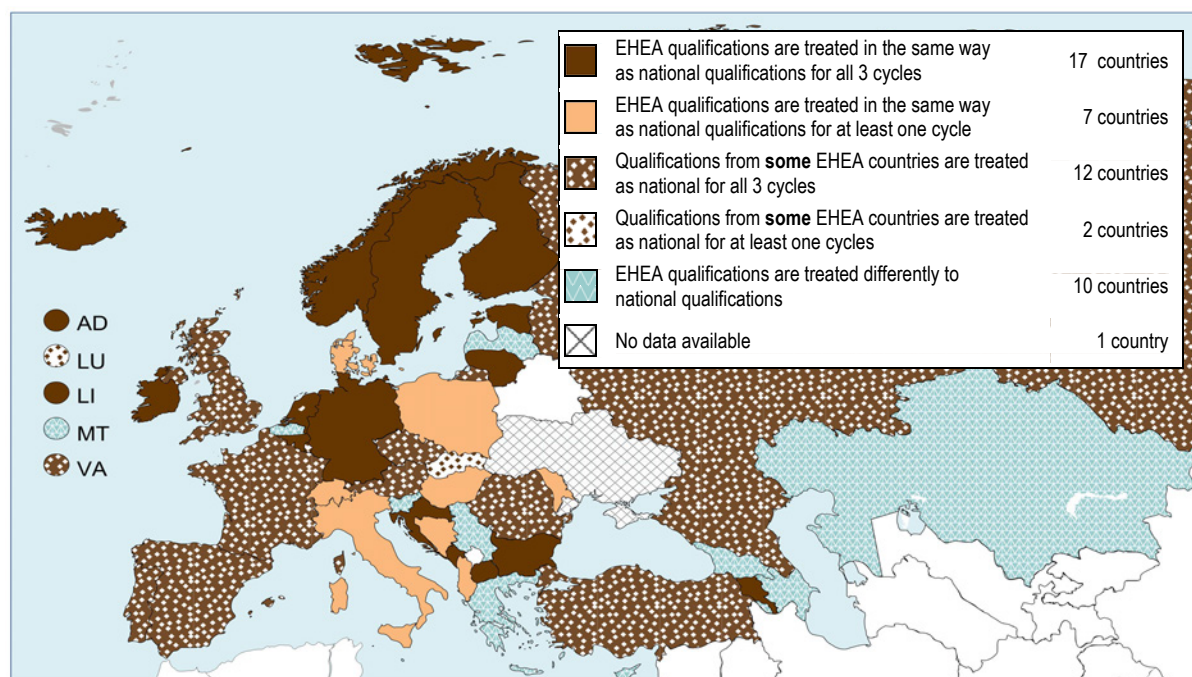 EHEA qualifications are treated in the same way
as national qualifications for all 3 cycles
17 countries
EHEA qualifications are treated in the same way
as national qualifications for at least one cycle
7 countries
Qualifications from some EHEA countries are treated
as national for all 3 cycles
12 countries
Qualifications from some EHEA countries are treated
as national for at least one cycles
2 countries
EHEA qualifications are treated differently to
national qualifications
10 countries
No data available
1 country
AD
LU
LI
MT
VA